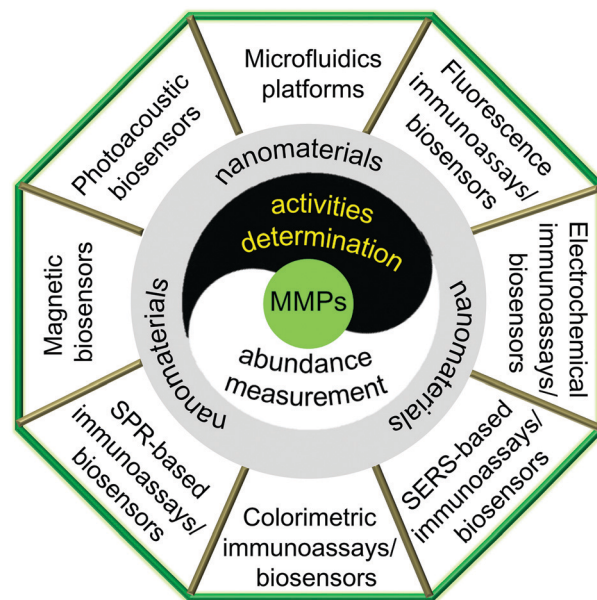 Microfluidics
platforms
Fluorescence
immunoassays/
biosensors
Electrochemical
immunoassays/
biosensors
SERS-based
immunoassays/
biosensors
Colorimetric
immunoassays/
biosensors
SPR-based
immunoassays/
biosensors
Magnetic
biosensors
Photoacoustic
biosensors
nanomaterials
nanomaterials
nanomaterials
activities
determination
MMPs
abundance
measurement